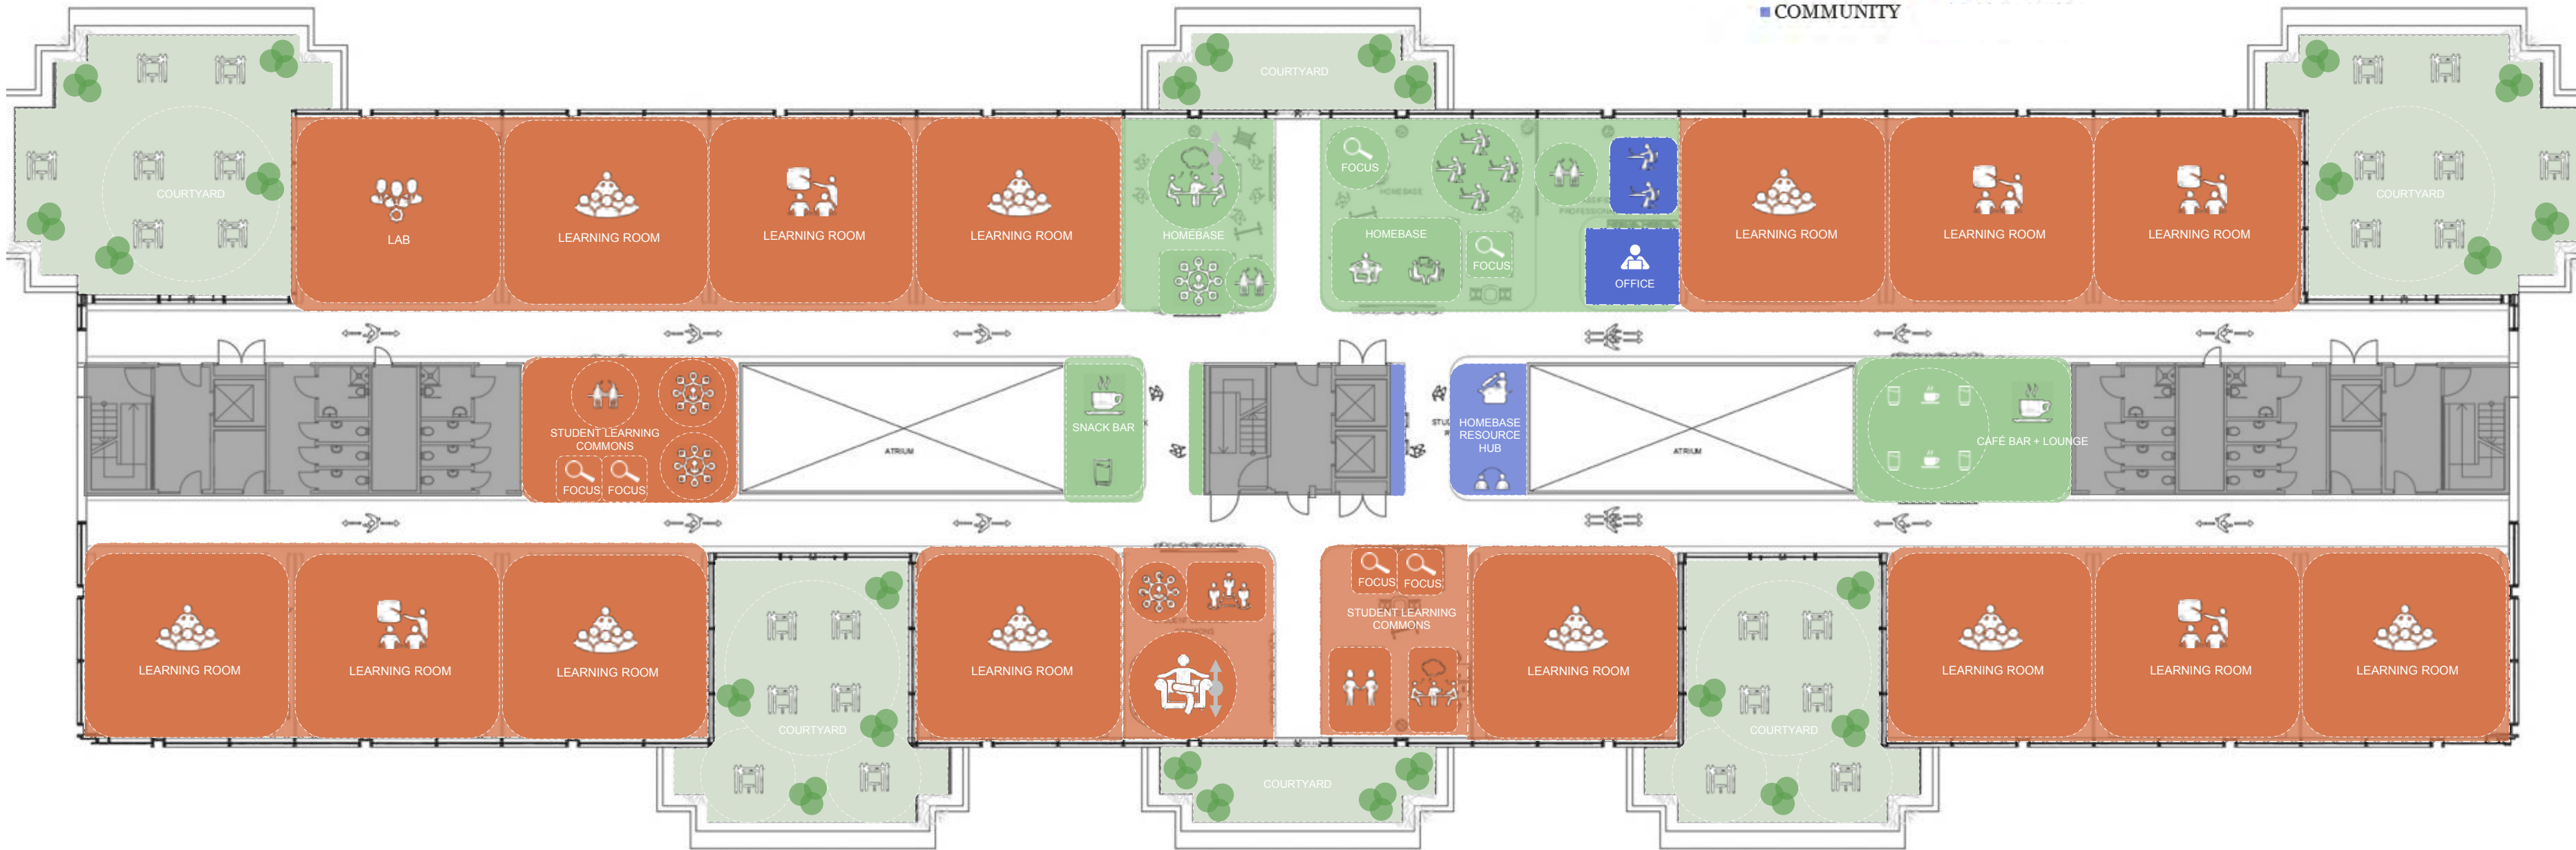 COMMUNITY
COURTYARD
COURTYARD
LAB
LEARNING ROOM
LEARNING ROOM
LEARNING ROOM
HOMEBASE
FOCUS
HOMEBASE
HOMEBASE
FOCUS
OFFICE
LEARNING ROOM
LEARNING ROOM
LEARNING ROOM
COURTYARD
STUDENT LEARNING
COMMONS
FOCUS
FOCUS
ATRIUM
SNACK BAR
HOMEBASE
RESOURCE
HUB
ATRIUM
CAFÉ BAR + LOUNGE
LEARNING ROOM
LEARNING ROOM
LEARNING ROOM
COURTYARD
LEARNING ROOM
FOCUS
FOCUS
STUDENT LEARNING
COMMONS
LEARNING ROOM
COURTYARD
LEARNING ROOM
LEARNING ROOM
LEARNING ROOM
COURTYARD